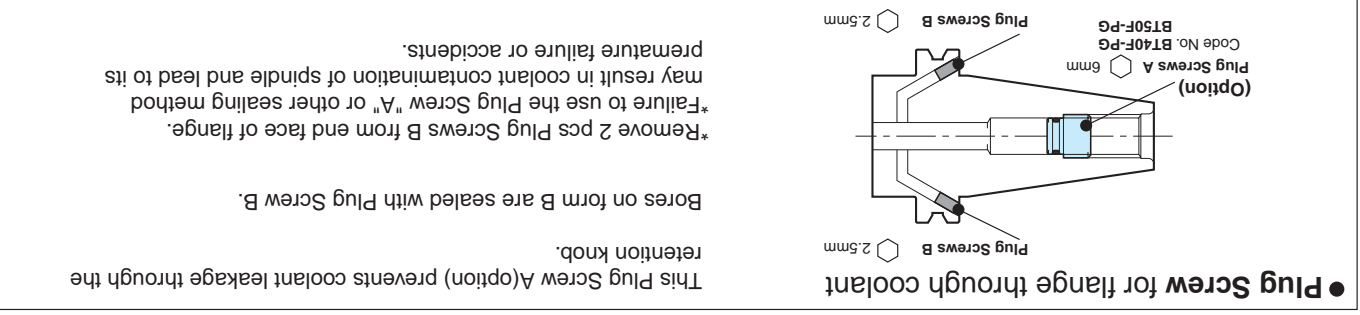 ● Plug Screw for flange through coolant
Plug Screws B 2.5mm
(Option)
Plug Screws A 6mm
Code No. BT40F-PG
BT50F-PG
Plug Screws B 2.5mm
This Plug Screw A(option) prevents coolant leakage through the
retention knob.
Bores on form B are sealed with Plug Screw B.
*Remove 2 pcs Plug Screws B from end face of flange.
*Failure to use the Plug Screw "A" or other sealing method
may result in coolant contamination of spindle and lead to its
premature failure or accidents.